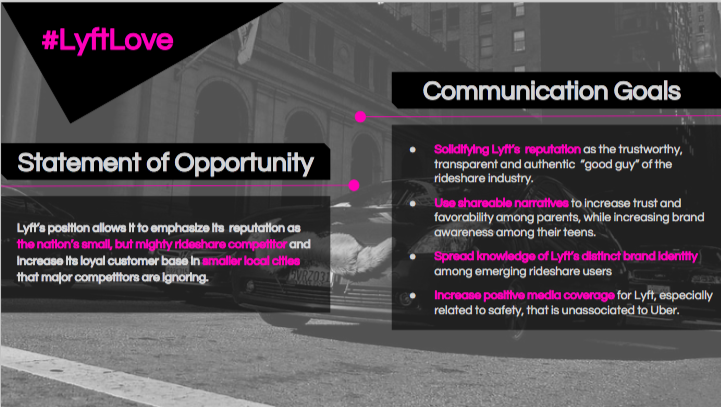 #LyftLove
Statement of Opportunity
Lyft's position allows it to emphasize its reputation as
the nation's small, but mighty rideshare competitor and
increase its loyal customer base in smaller local cities
that major competitors are ignoring.
Communication Goals
● Solidifying Lyft's reputation as the trustworthy,
transparent and authentic "good guy" of the
rideshare industry.
● Use shareable narratives to increase trust and
favorability among parents, while increasing brand
awareness among their teens.
● Spread knowledge of Lyft's distinct brand identity
among emerging rideshare users
● Increase positive media coverage for Lyft, especially
related to safety, that is unassociated to Uber.